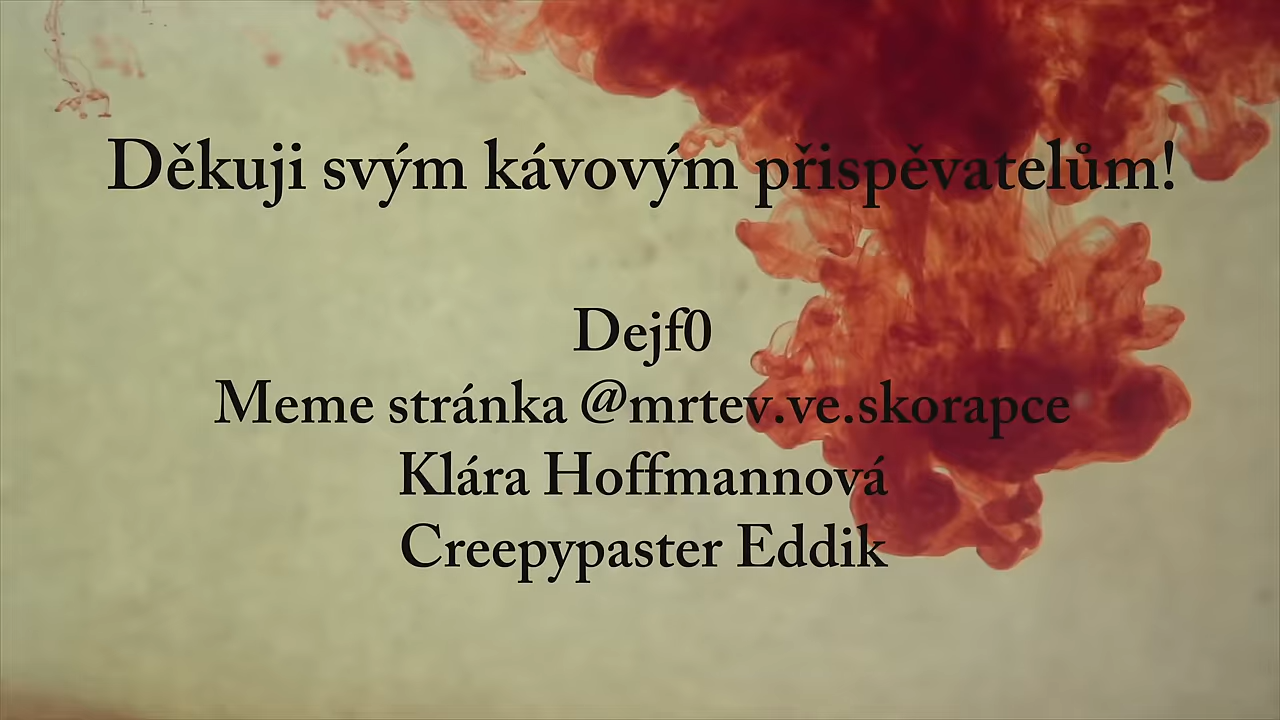 Děkuji svým kávovým přispěvatelům!
Dejf0
Meme stránka @mrtev.ve.skorapce
Klára Hoffmannová
Creepypaster Eddik